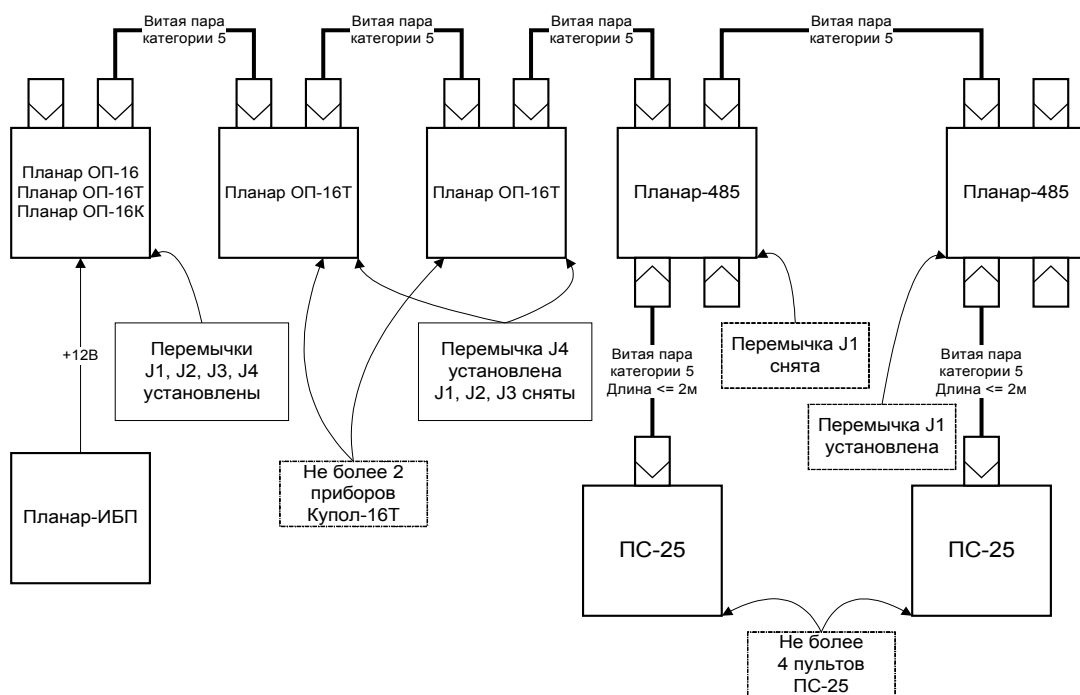 Витая пара
категории 5
Витая пара
категории 5
Витая пара
категории 5
Витая пара
категории 5
Планар ОП-16
Планар ОП-16Т
Планар ОП-16К
Планар ОП-16Т
Планар ОП-16Т
Планар-485
Планар-485
+12В
Перемычки
J1, J2, J3, J4
установлены
Перемычка J4
установлена
J1, J2, J3 сняты
Витая пара
категории 5
Длина <= 2м
Перемычка J1
снята
Витая пара
категории 5
Длина <= 2м
Перемычка J1
установлена
Не более 2
приборов
Купол-16Т
Планар-ИБП
ПС-25
ПС-25
Не более
4 пультов
ПС-25